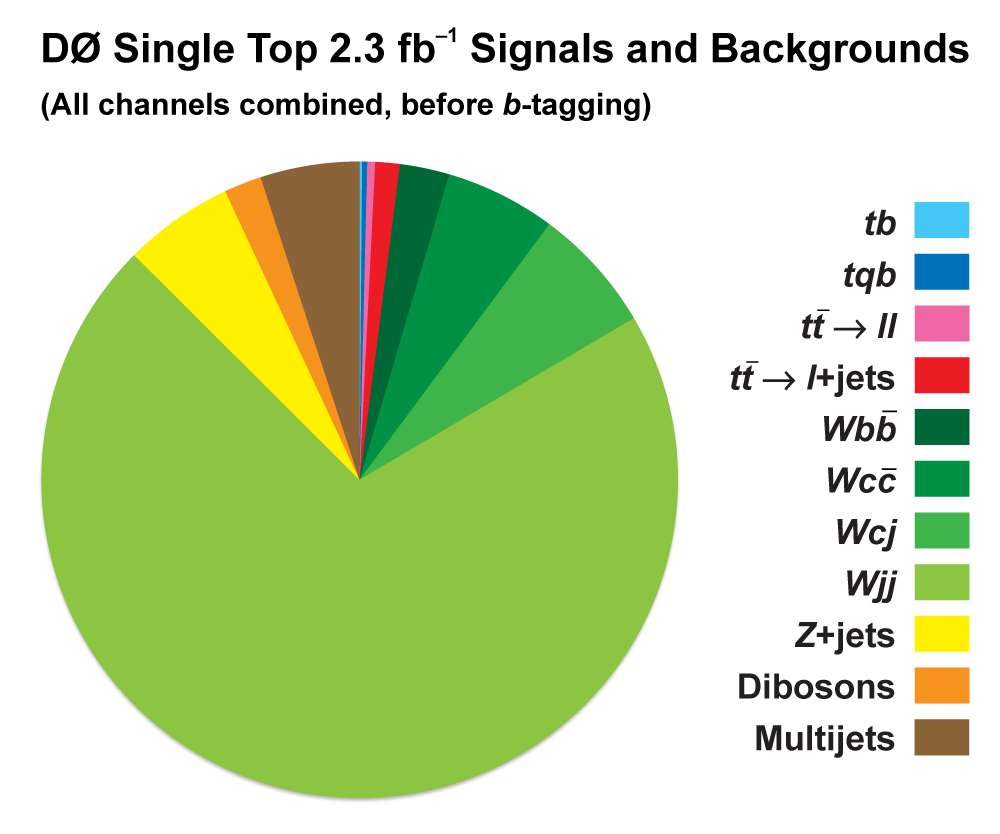 DØ Single Top 2.3 fb⁻¹ Signals and Backgrounds
(All channels combined, before b-tagging)
tb
tqb
tt̄ → ll
tt̄ → l+jets
Wbb̄
Wcc̄
Wcj
Wjj
Z+jets
Dibosons
Multijets